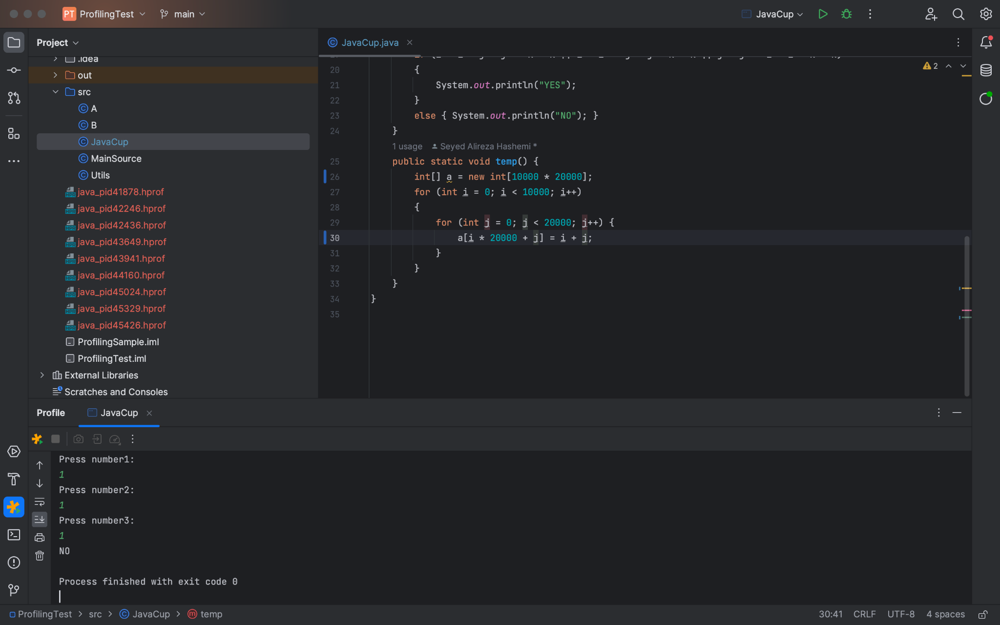 PT ProfilingTest main JavaCup
Project
.idea
out
src
A
B
JavaCup
MainSource
Utils
java_pid41878.hprof
java_pid42246.hprof
java_pid42436.hprof
java_pid43649.hprof
java_pid43941.hprof
java_pid44160.hprof
java_pid45024.hprof
java_pid45329.hprof
java_pid45426.hprof
ProfilingSample.iml
ProfilingTest.iml
External Libraries
Scratches and Consoles
JavaCup.java
2
20 {
21 System.out.println("YES");
22 }
23 else { System.out.println("NO"); }
24 }
1 usage Seyed Alireza Hashemi *
25 public static void temp() {
26 int[] a = new int[10000 * 20000];
27 for (int i = 0; i < 10000; i++)
28 {
29 for (int j = 0; j < 20000; j++) {
30 a[i * 20000 + j] = i + j;
31 }
32 }
33 }
34 }
35
Profile JavaCup
Press number1:
1
Press number2:
1
Press number3:
1
NO
Process finished with exit code 0
ProfilingTest > src > JavaCup > temp 30:41 CRLF UTF-8 4 spaces